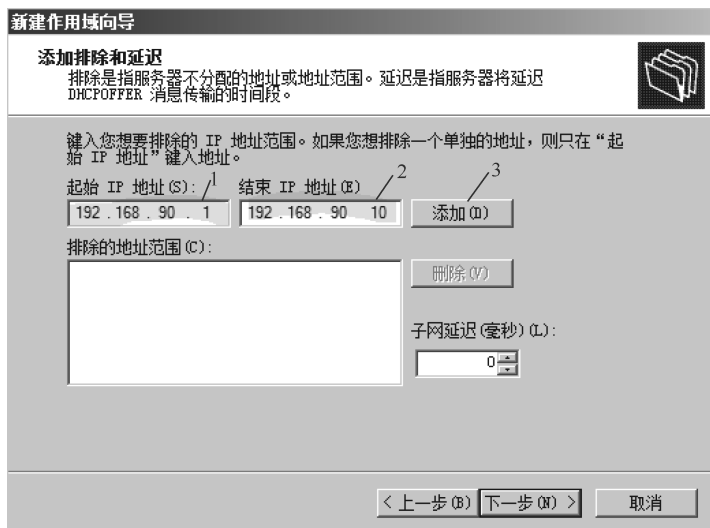 新建作用域向导
添加排除和延迟
排除是指服务器不分配的地址或地址范围。延迟是指服务器将延迟
DHCPOFFER 消息传输的时间段。
键入您想要排除的 IP 地址范围。如果您想排除一个单独的地址，则只在“起
始 IP 地址”键入地址。
起始 IP 地址(S): 1 结束 IP 地址(E) 2 3
192 . 168 . 90 . 1 192 . 168 . 90 10 添加(D)
排除的地址范围(C):
删除(V)
子网延迟(毫秒)(L):
0
< 上一步(B) 下一步(N) > 取消